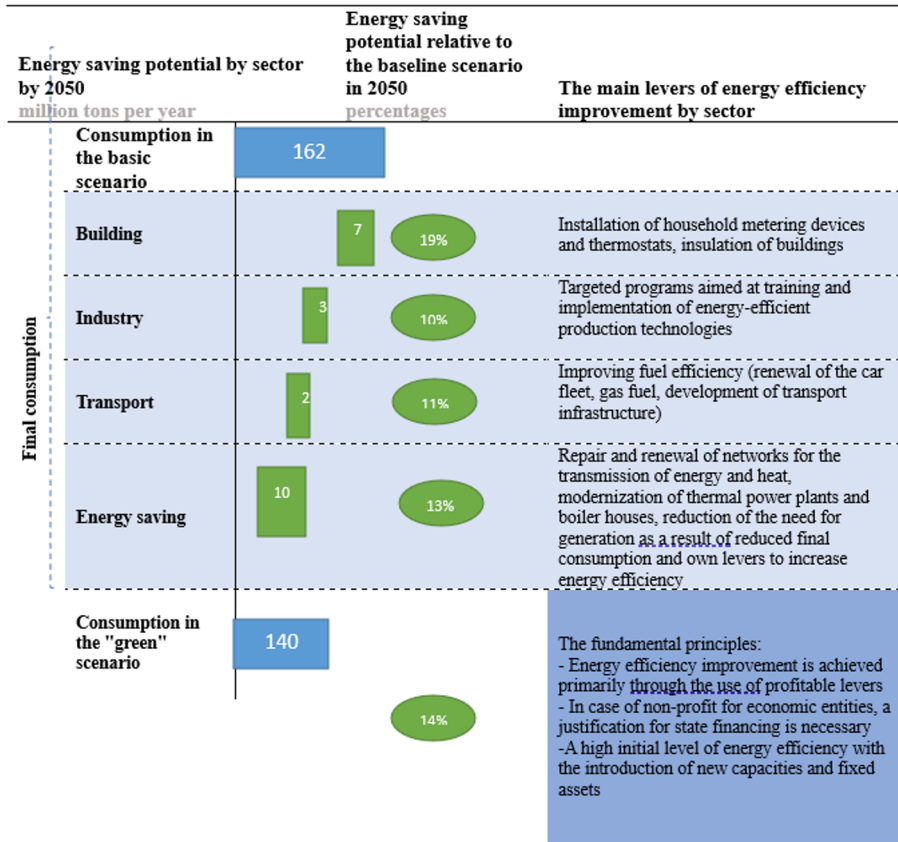 Energy saving potential by sector
by 2050
million tons per year
Energy saving
potential relative to
the baseline scenario
in 2050
percentages
The main levers of energy efficiency
improvement by sector
Consumption in
the basic
scenario
162
Final consumption
Building
7
19%
Installation of household metering devices
and thermostats, insulation of buildings
Industry
3
10%
Targeted programs aimed at training and
implementation of energy-efficient
production technologies
Transport
2
11%
Improving fuel efficiency (renewal of the car
fleet, gas fuel, development of transport
infrastructure)
Energy saving
10
13%
Repair and renewal of networks for the
transmission of energy and heat,
modernization of thermal power plants and
boiler houses, reduction of the need for
generation as a result of reduced final
consumption and own levers to increase
energy efficiency
Consumption in
the "green"
scenario
140
14%
The fundamental principles:
- Energy efficiency improvement is achieved
primarily through the use of profitable levers
- In case of non-profit for economic entities, a
justification for state financing is necessary
-A high initial level of energy efficiency with
the introduction of new capacities and fixed
assets